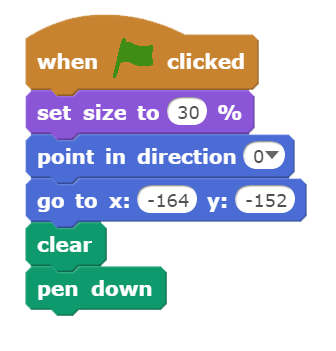 when clicked
set size to 30 %
point in direction 0
go to x: -164 y: -152
clear
pen down